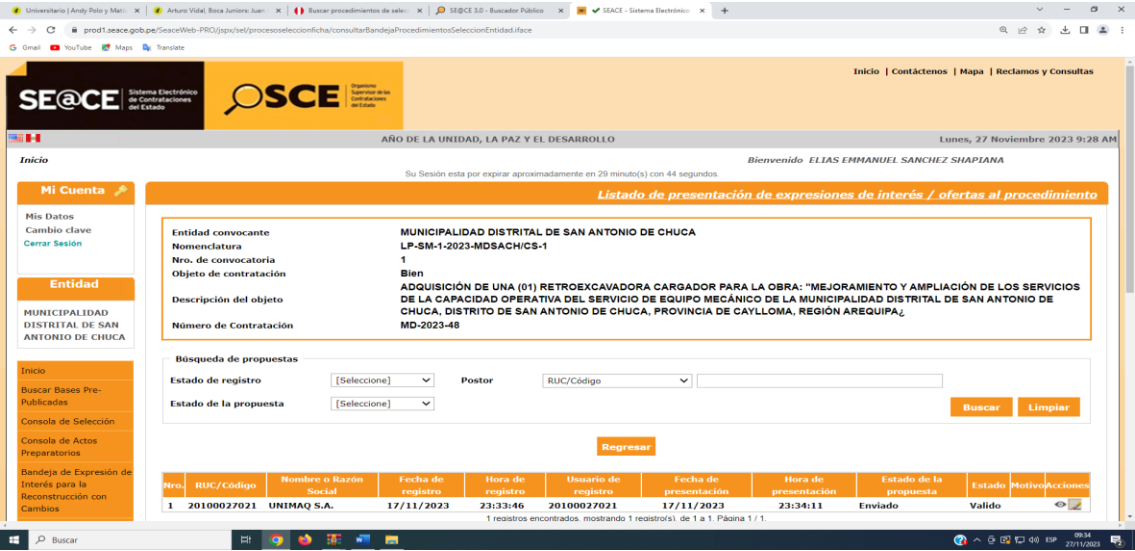 Universitario | Andy Polo y Matí
Arturo Vidal, Boca Juniors: Juan
Buscar procedimientos de selec
SE@CE 3.0 - Buscador Público
SEACE - Sistema Electrónico
prod1.seace.gob.pe/SeaceWeb-PRO/jspx/sel/procesoseleccionficha/consultarBandejaProcedimientosSeleccionEntidad.iface
Gmail YouTube Maps Translate
Inicio | Contáctenos | Mapa | Reclamos y Consultas
SE@CE
Sistema Electrónico
de Contrataciones
del Estado
OSCE
Organismo
Supervisor de las
Contrataciones
del Estado
AÑO DE LA UNIDAD, LA PAZ Y EL DESARROLLO
Lunes, 27 Noviembre 2023 9:28 AM
Inicio
Bienvenido ELIAS EMMANUEL SANCHEZ SHAPIANA
Su Sesión esta por expirar aproximadamente en 29 minuto(s) con 44 segundos.
Mi Cuenta
Mis Datos
Cambio clave
Cerrar Sesión
Entidad
MUNICIPALIDAD
DISTRITAL DE SAN
ANTONIO DE CHUCA
Inicio
Buscar Bases Pre-
Publicadas
Consola de Selección
Consola de Actos
Preparatorios
Bandeja de Expresión de
Interés para la
Reconstrucción con
Cambios
Listado de presentación de expresiones de interés / ofertas al procedimiento
Entidad convocante MUNICIPALIDAD DISTRITAL DE SAN ANTONIO DE CHUCA
Nomenclatura LP-SM-1-2023-MDSACH/CS-1
Nro. de convocatoria 1
Objeto de contratación Bien
Descripción del objeto ADQUISICIÓN DE UNA (01) RETROEXCAVADORA CARGADOR PARA LA OBRA: "MEJORAMIENTO Y AMPLIACIÓN DE LOS SERVICIOS
DE LA CAPACIDAD OPERATIVA DEL SERVICIO DE EQUIPO MECÁNICO DE LA MUNICIPALIDAD DISTRITAL DE SAN ANTONIO DE
CHUCA, DISTRITO DE SAN ANTONIO DE CHUCA, PROVINCIA DE CAYLLOMA, REGIÓN AREQUIPA¿
Número de Contratación MD-2023-48
Búsqueda de propuestas
Estado de registro [Seleccione] Postor RUC/Código
Estado de la propuesta [Seleccione]
Buscar Limpiar
Regresar
Nro. RUC/Código Nombre o Razón Social Fecha de registro Hora de registro Usuario de registro Fecha de presentación Hora de presentación Estado de la propuesta Estado Motivo Acciones
1 20100027021 UNIMAQ S.A. 17/11/2023 23:33:46 20100027021 17/11/2023 23:34:11 Enviado Valido
1 registros encontrados, mostrando 1 registro(s), de 1 a 1. Página 1 / 1.
Buscar
ESP
09:34
27/11/2023